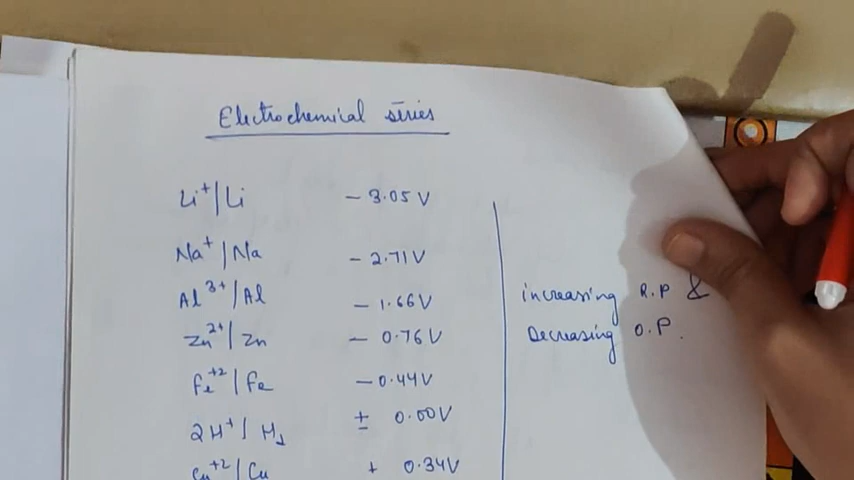 Electrochemical series
Li⁺/Li - 3.05 V
Na⁺/Na - 2.71V
Al³⁺/Al - 1.66V
Zn²⁺/Zn - 0.76V
Fe⁺²/Fe - 0.44V
2H⁺/H₂ ± 0.00V
Cu⁺²/Cu + 0.34V
increasing R.P &
Decreasing O.P.